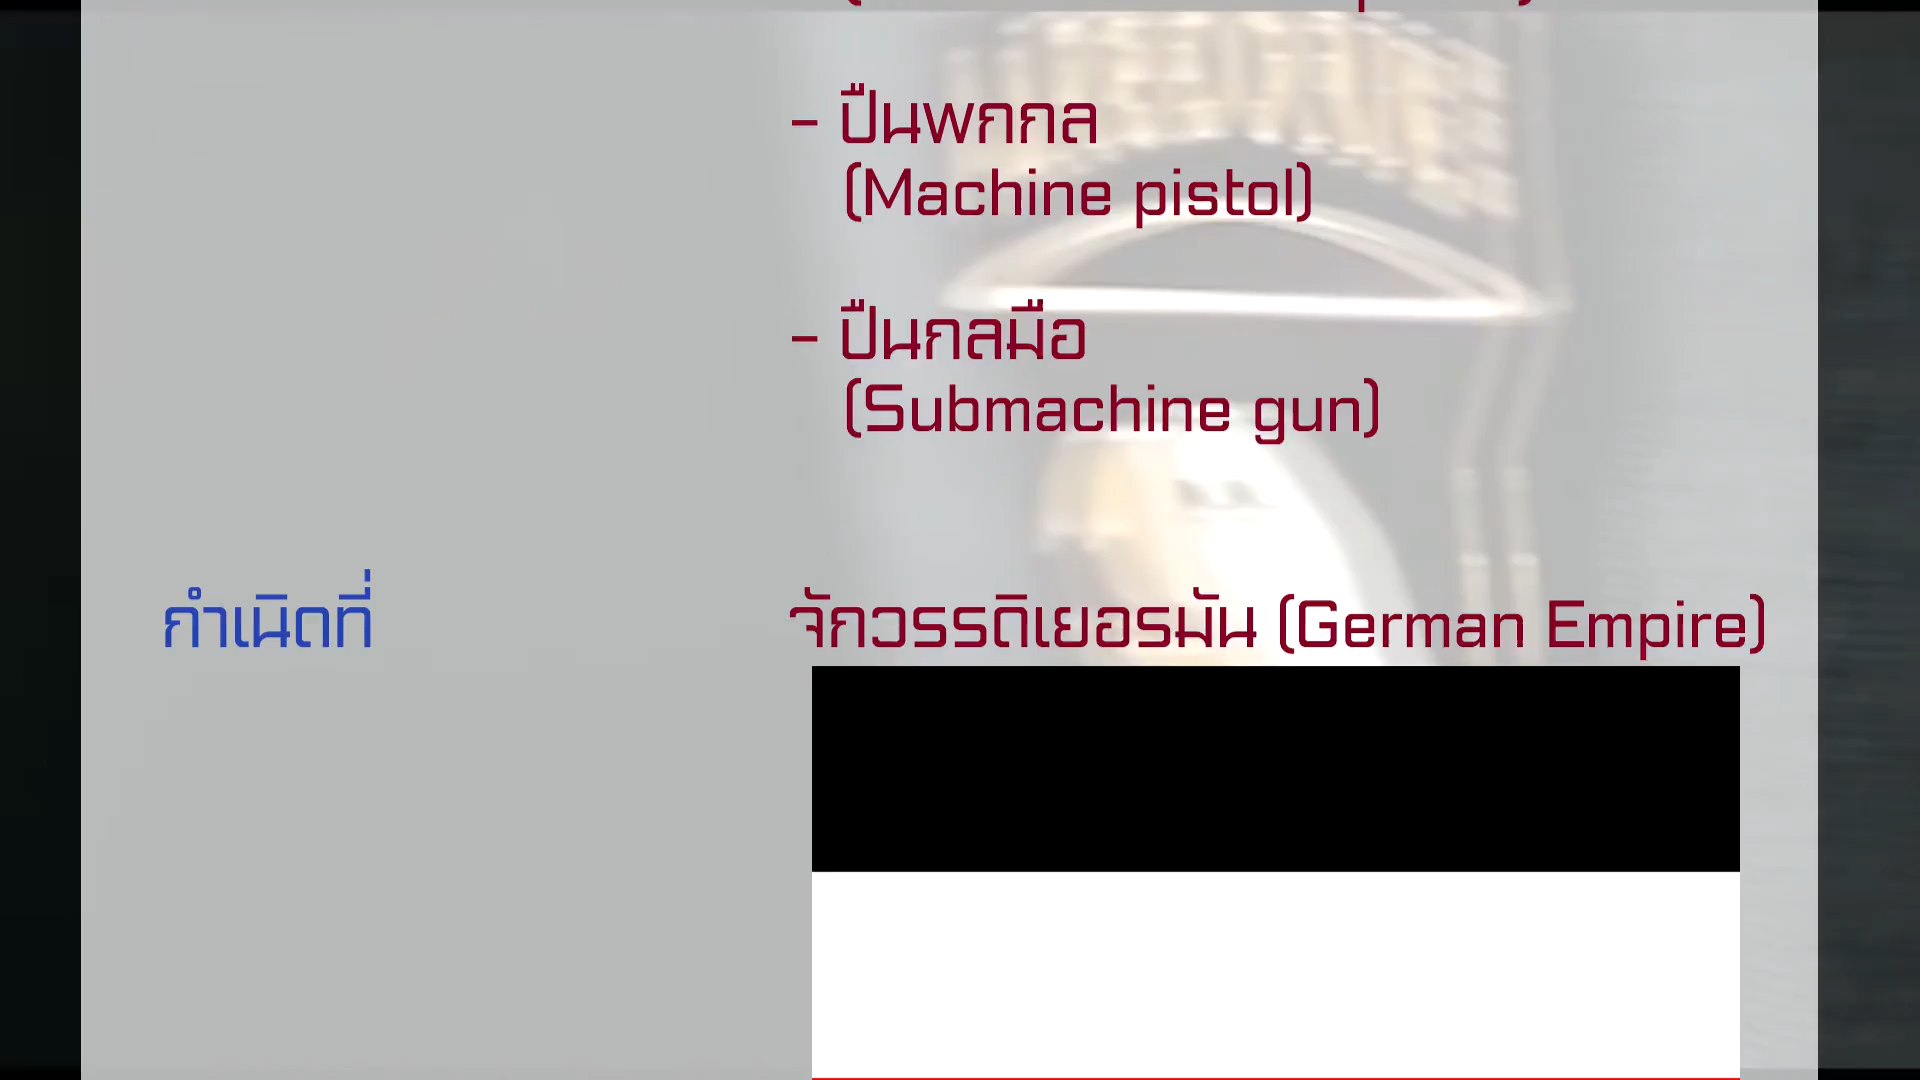 - ปืนพกกล
(Machine pistol)
- ปืนกลมือ
(Submachine gun)
กำเนิดที่
จักวรรดิเยอรมัน (German Empire)